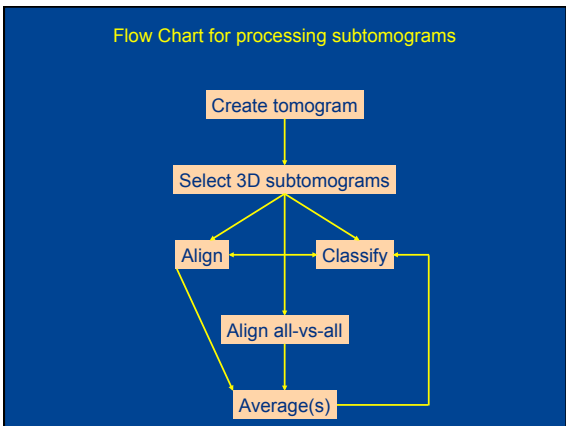 Flow Chart for processing subtomograms
Create tomogram
Select 3D subtomograms
Align
Classify
Align all-vs-all
Average(s)